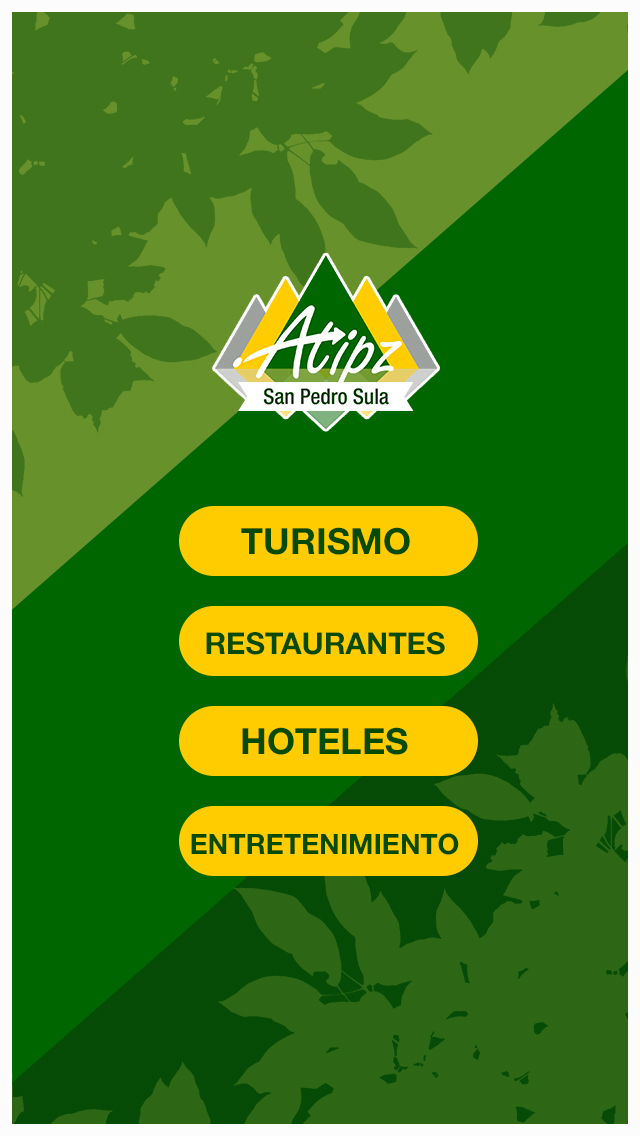 Atipz
San Pedro Sula
TURISMO
RESTAURANTES
HOTELES
ENTRETENIMIENTO